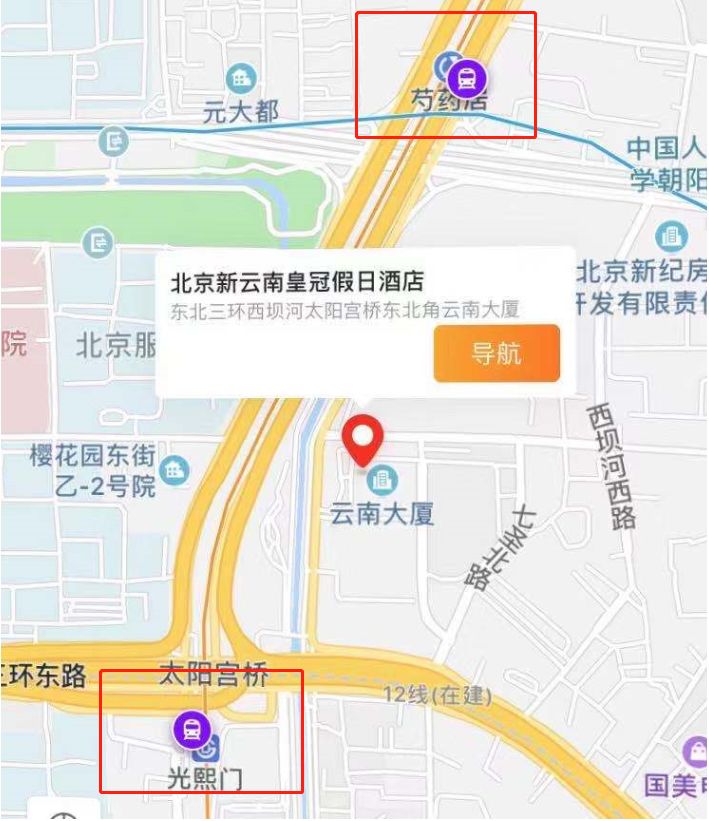 芍药居
元大都
中国人
学朝阳
北京新云南皇冠假日酒店
东北三环西坝河太阳宫桥东北角云南大厦
导航
北京新纪房
开发有限责任
院
北京服
樱花园东街
乙-2号院
西坝河西路
云南大厦
七圣北路
三环东路
太阳宫桥
12线(在建)
光熙门
国美电